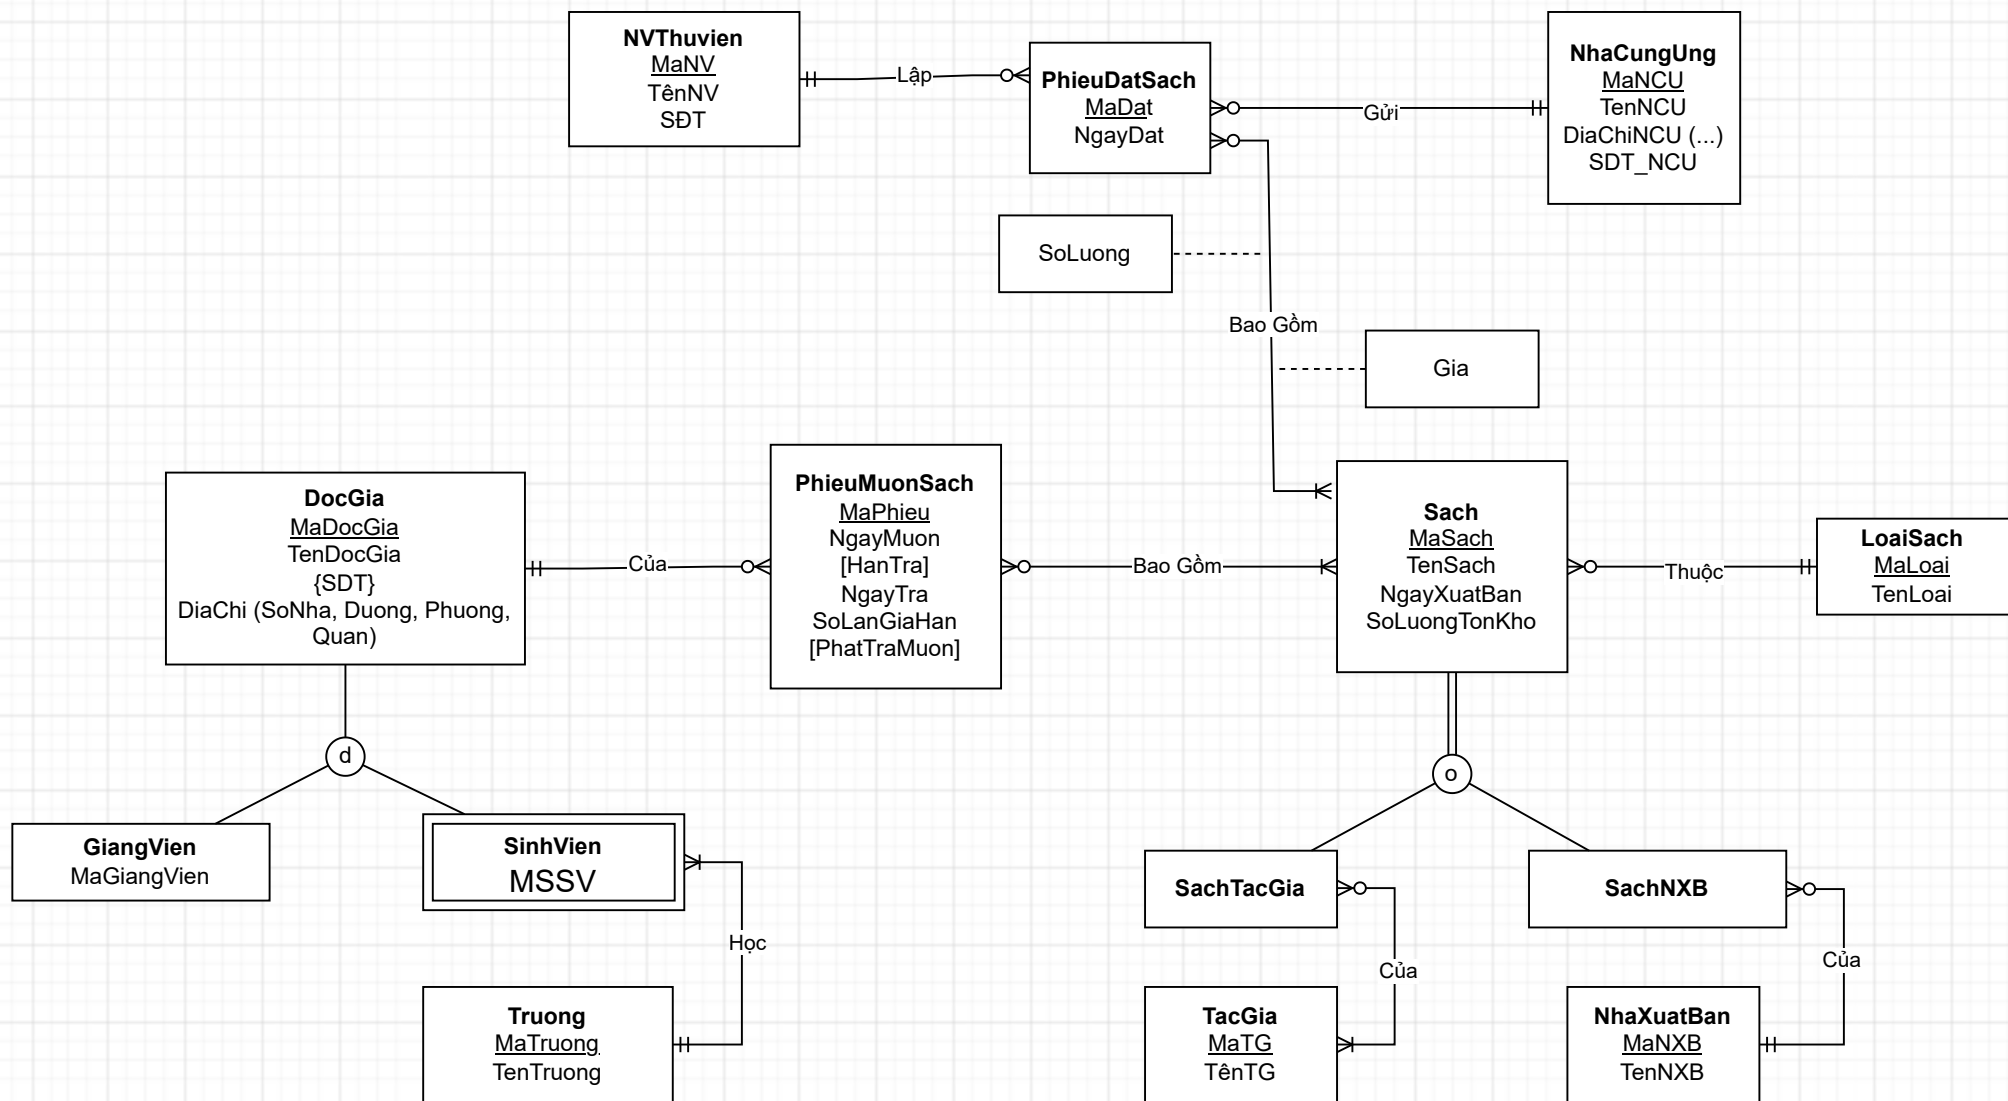 NVThuvien
MaNV
TênNV
SĐT
Lập
PhieuDatSach
MaDat
NgayDat
Gửi
NhaCungUng
MaNCU
TenNCU
DiaChiNCU (...)
SDT_NCU
SoLuong
Bao Gồm
Gia
DocGia
MaDocGia
TenDocGia
{SDT}
DiaChi (SoNha, Duong, Phuong,
Quan)
Của
PhieuMuonSach
MaPhieu
NgayMuon
[HanTra]
NgayTra
SoLanGiaHan
[PhatTraMuon]
Bao Gồm
Sach
MaSach
TenSach
NgayXuatBan
SoLuongTonKho
Thuộc
LoaiSach
MaLoai
TenLoai
d
o
GiangVien
MaGiangVien
SinhVien
MSSV
Học
Truong
MaTruong
TenTruong
SachTacGia
Của
TacGia
MaTG
TênTG
SachNXB
Của
NhaXuatBan
MaNXB
TenNXB